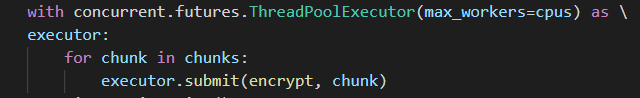 with concurrent.futures.ThreadPoolExecutor(max_workers=cpus) as \
executor:
for chunk in chunks:
executor.submit(encrypt, chunk)